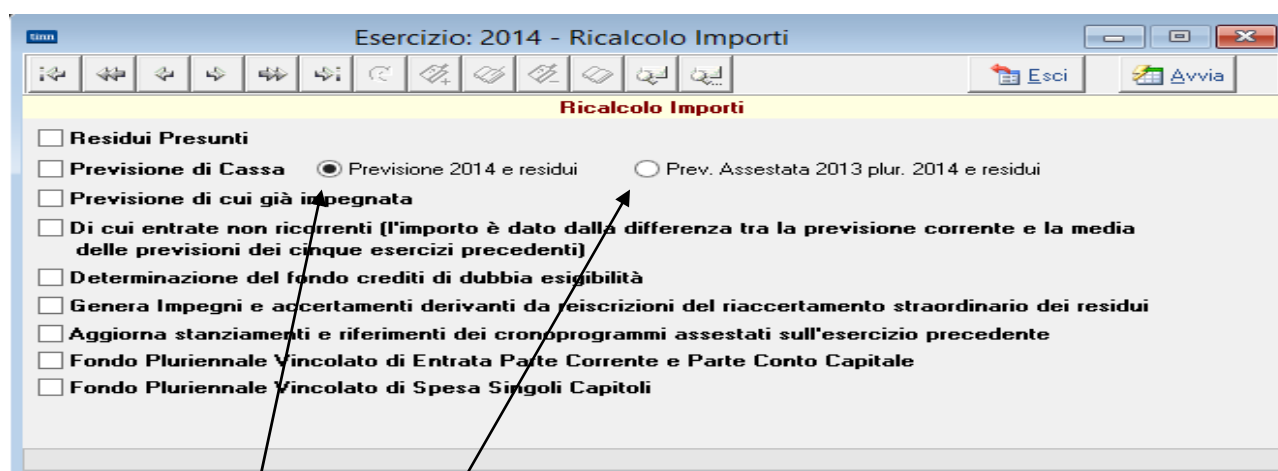 tinn
Esercizio: 2014 - Ricalcolo Importi
Esci
Avvia
Ricalcolo Importi
Residui Presunti
Previsione di Cassa Previsione 2014 e residui Prev. Assestata 2013 plur. 2014 e residui
Previsione di cui già impegnata
Di cui entrate non ricorrenti (l'importo è dato dalla differenza tra la previsione corrente e la media
delle previsioni dei cinque esercizi precedenti)
Determinazione del fondo crediti di dubbia esigibilità
Genera Impegni e accertamenti derivanti da reiscrizioni del riaccertamento straordinario dei residui
Aggiorna stanziamenti e riferimenti dei cronoprogrammi assestati sull'esercizio precedente
Fondo Pluriennale Vincolato di Entrata Parte Corrente e Parte Conto Capitale
Fondo Pluriennale Vincolato di Spesa Singoli Capitoli